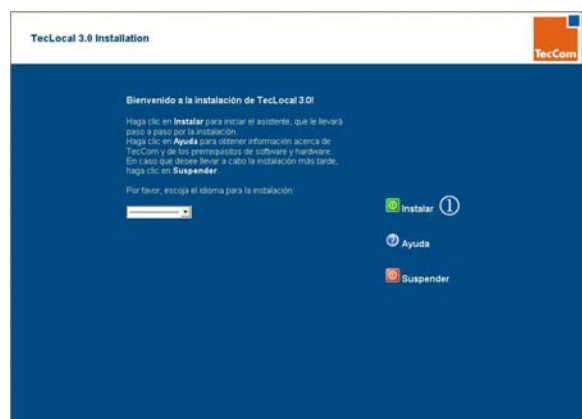 TecLocal 3.0 Installation
TecCom
Bienvenido a la instalación de TecLocal 3.0!
Haga clic en Instalar para iniciar el asistente, que le llevará
paso a paso por la instalación.
Haga clic en Ayuda para obtener información acerca de
TecCom y de los prerrequisitos de software y hardware.
En caso que desee llevar a cabo la instalación más tarde,
haga clic en Suspender.
Por favor, escoja el idioma para la instalación:
Instalar 1
Ayuda
Suspender